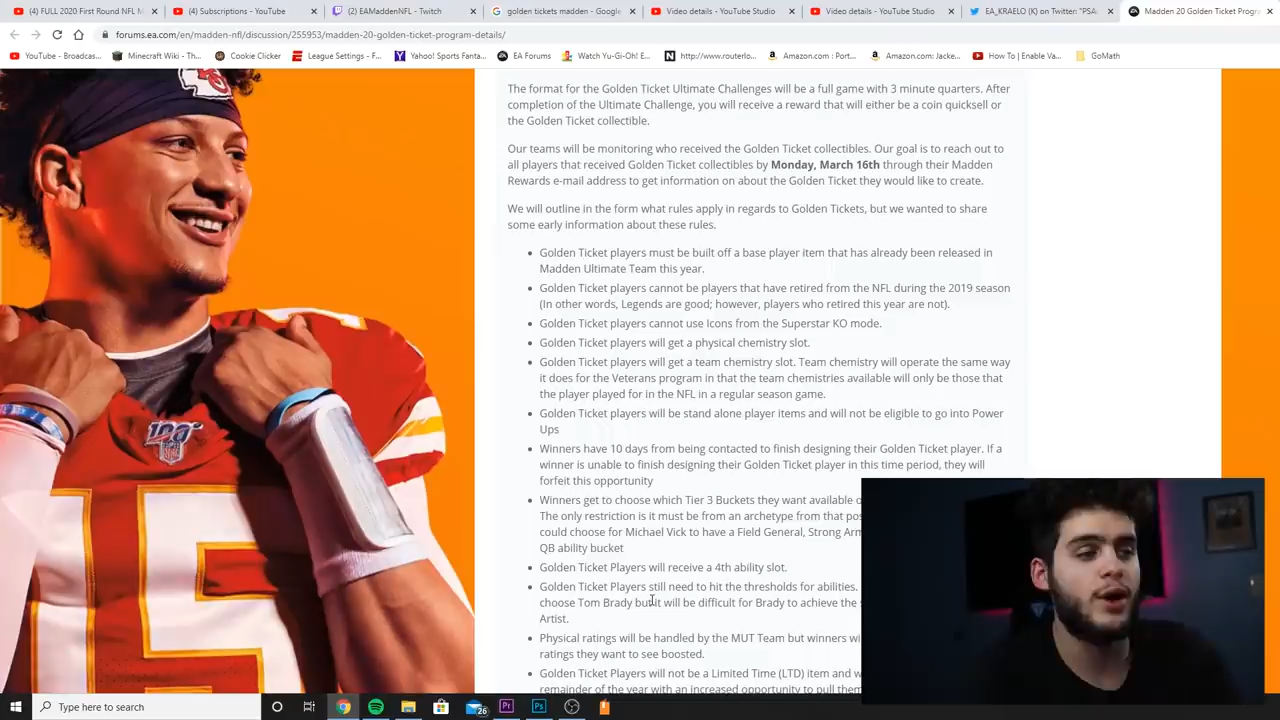 (4) FULL 2020 First Round NFL M
(4) Subscriptions - YouTube
(2) EAMaddenNFL - Twitch
golden tickets madden - Google
Video details - YouTube Studio
Video details - YouTube Studio
EA_KRAELO (K) on Twitter: "PSA
Madden 20 Golden Ticket Progra
forums.ea.com/en/madden-nfl/discussion/255953/madden-20-golden-ticket-program-details/
YouTube - Broadcas...
Minecraft Wiki - The...
Cookie Clicker
League Settings - F...
Yahoo! Sports Fanta...
EA Forums
Watch Yu-Gi-Oh! E...
http://www.routerlo...
Amazon.com : Port...
Amazon.com: Jacke...
How To | Enable Va...
GoMath
The format for the Golden Ticket Ultimate Challenges will be a full game with 3 minute quarters. After
completion of the Ultimate Challenge, you will receive a reward that will either be a coin quicksell or
the Golden Ticket collectible.
Our teams will be monitoring who received the Golden Ticket collectibles. Our goal is to reach out to
all players that received Golden Ticket collectibles by Monday, March 16th through their Madden
Rewards e-mail address to get information on about the Golden Ticket they would like to create.
We will outline in the form what rules apply in regards to Golden Tickets, but we wanted to share
some early information about these rules.
• Golden Ticket players must be built off a base player item that has already been released in
Madden Ultimate Team this year.
• Golden Ticket players cannot be players that have retired from the NFL during the 2019 season
(In other words, Legends are good; however, players who retired this year are not).
• Golden Ticket players cannot use Icons from the Superstar KO mode.
• Golden Ticket players will get a physical chemistry slot.
• Golden Ticket players will get a team chemistry slot. Team chemistry will operate the same way
it does for the Veterans program in that the team chemistries available will only be those that
the player played for in the NFL in a regular season game.
• Golden Ticket players will be stand alone player items and will not be eligible to go into Power
Ups
• Winners have 10 days from being contacted to finish designing their Golden Ticket player. If a
winner is unable to finish designing their Golden Ticket player in this time period, they will
forfeit this opportunity
• Winners get to choose which Tier 3 Buckets they want available o
The only restriction is it must be from an archetype from that pos
could choose for Michael Vick to have a Field General, Strong Arm
QB ability bucket
• Golden Ticket Players will receive a 4th ability slot.
• Golden Ticket Players still need to hit the thresholds for abilities.
choose Tom Brady but it will be difficult for Brady to achieve the
Artist.
• Physical ratings will be handled by the MUT Team but winners wi
ratings they want to see boosted.
• Golden Ticket Players will not be a Limited Time (LTD) item and w
remainder of the year with an increased opportunity to pull them
100
15
Type here to search
26
Pr
Ps